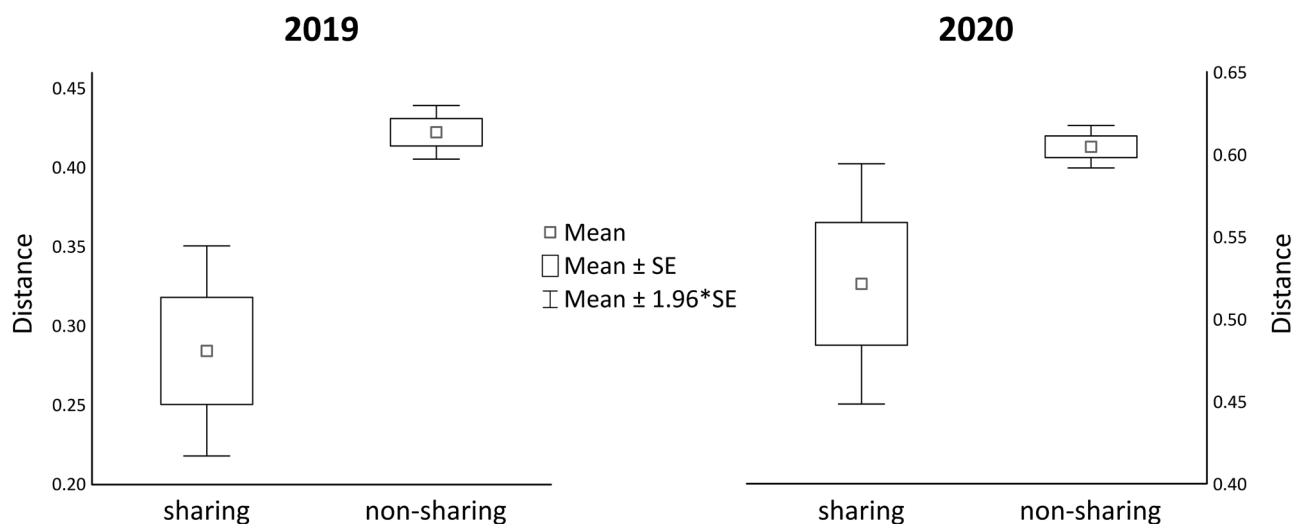 2019
2020
0.45
0.40
0.35
0.30
0.25
0.20
Distance
sharing
non-sharing
Mean
Mean ± SE
Mean ± 1.96*SE
0.65
0.60
0.55
0.50
0.45
0.40
Distance
sharing
non-sharing